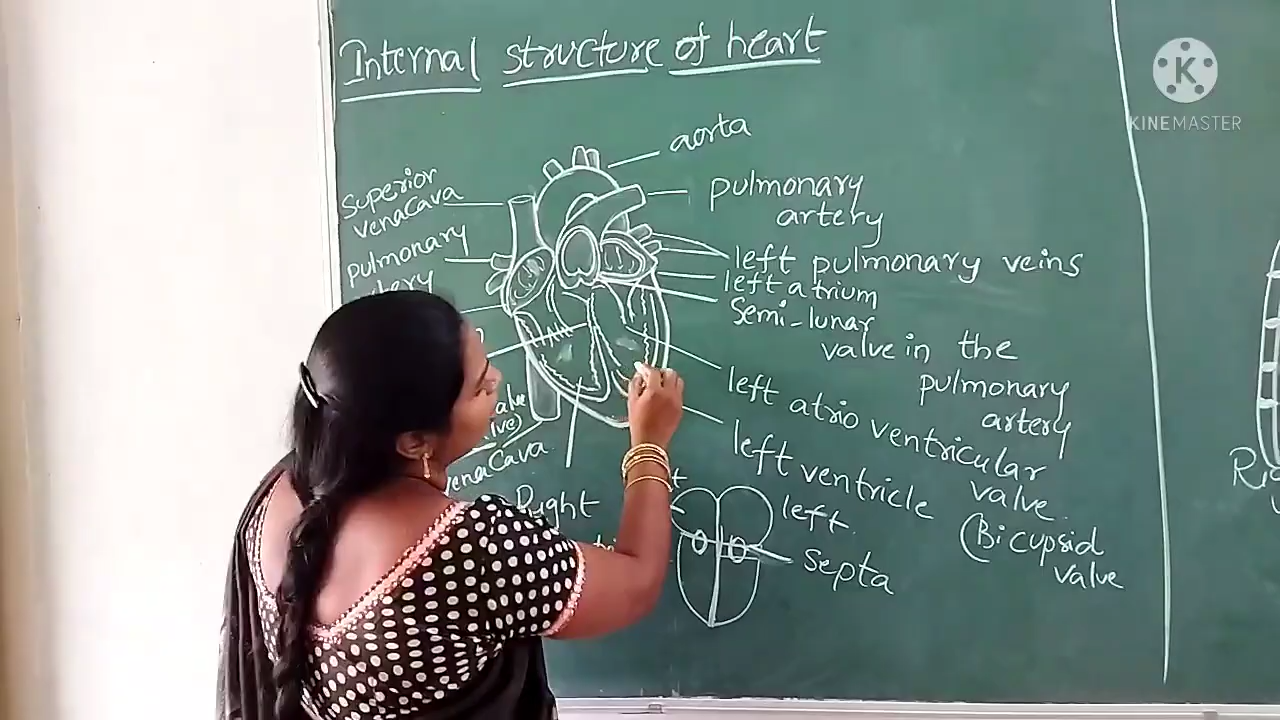 Internal structure of heart
KINEMASTER
aorta
Superior
venaCava
pulmonary
artery
pulmonary
left pulmonary veins
left atrium
Semi-lunar
valve in the
pulmonary
artery
left atrio ventricular
valve
(Bicupsid
valve
left ventricle
venaCava
Right
left
Septa